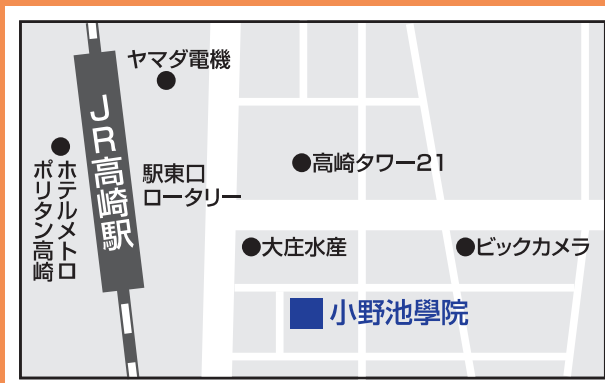 ヤマダ電機
JR高崎駅
ホテルメトロ
ポリタン高崎
駅東口
ロータリー
高崎タワー21
大庄水産
ビックカメラ
小野池學院